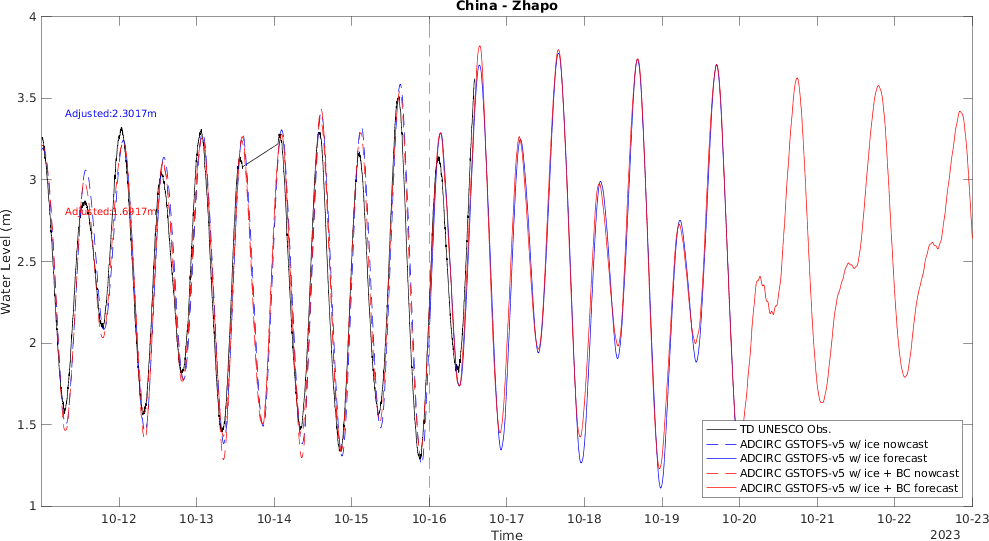 China - Zhapo
4
3.5
3
2.5
2
1.5
1
Water Level (m)
Adjusted:2.3017m
Adjusted:1.6917m
TD UNESCO Obs.
ADCIRC GSTOFS-v5 w/ ice nowcast
ADCIRC GSTOFS-v5 w/ ice forecast
ADCIRC GSTOFS-v5 w/ ice + BC nowcast
ADCIRC GSTOFS-v5 w/ ice + BC forecast
10-12 10-13 10-14 10-15 10-16 10-17 10-18 10-19 10-20 10-21 10-22 10-23
Time
2023